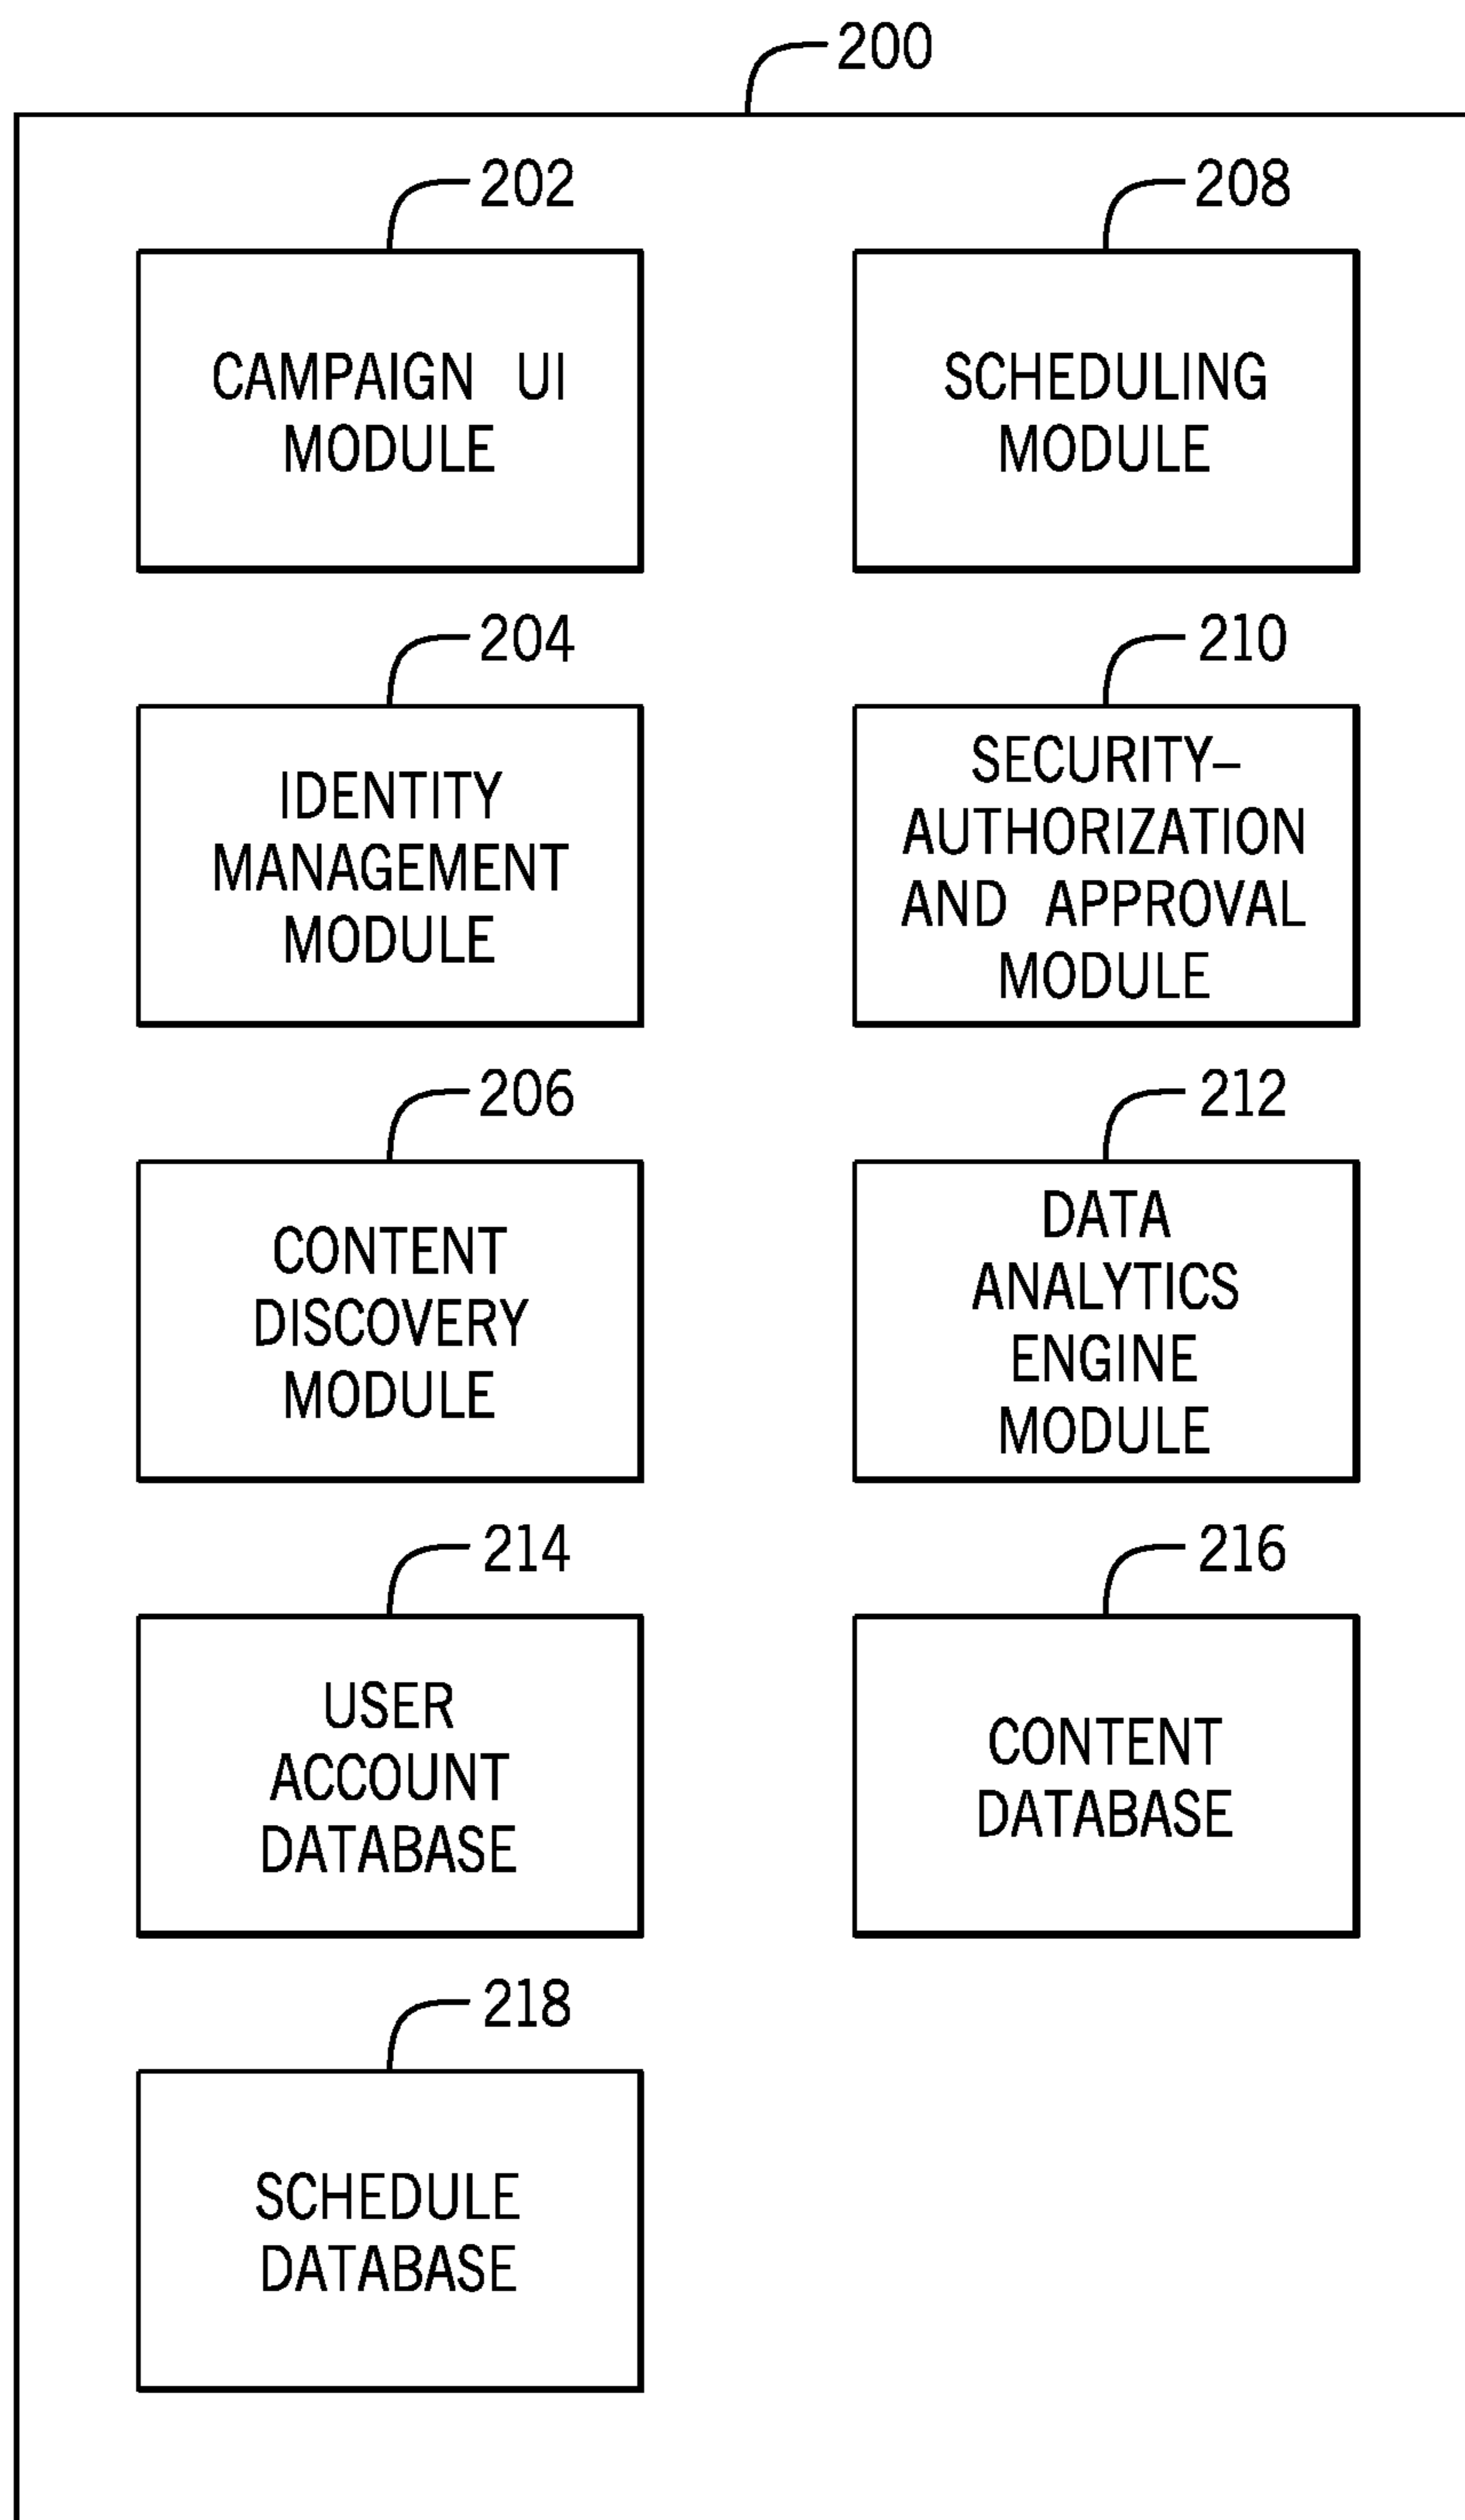 200
202
CAMPAIGN UI
MODULE
208
SCHEDULING
MODULE
204
IDENTITY
MANAGEMENT
MODULE
210
SECURITY–
AUTHORIZATION
AND APPROVAL
MODULE
206
CONTENT
DISCOVERY
MODULE
212
DATA
ANALYTICS
ENGINE
MODULE
214
USER
ACCOUNT
DATABASE
216
CONTENT
DATABASE
218
SCHEDULE
DATABASE